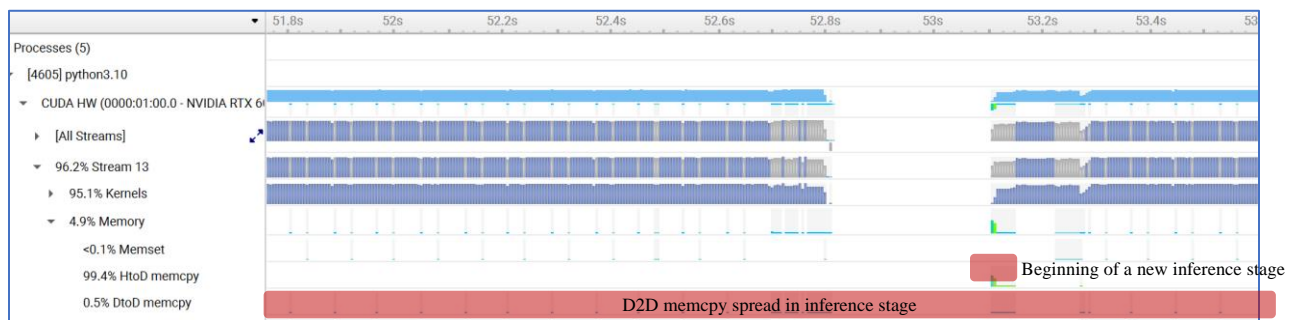 51.8s 52s 52.2s 52.4s 52.6s 52.8s 53s 53.2s 53.4s 53
Processes (5)
[4605] python3.10
CUDA HW (0000:01:00.0 - NVIDIA RTX 6
[All Streams]
96.2% Stream 13
95.1% Kernels
4.9% Memory
<0.1% Memset
99.4% HtoD memcpy
Beginning of a new inference stage
0.5% DtoD memcpy
D2D memcpy spread in inference stage